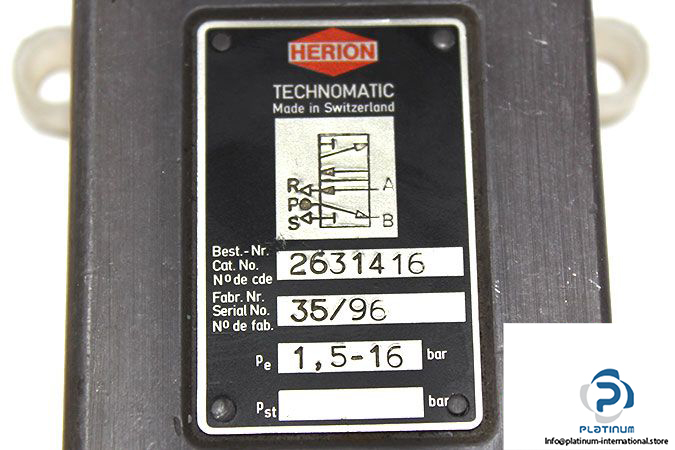 HERION
TECHNOMATIC
Made in Switzerland
R A
P
S B
Best.-Nr.
Cat. No. 2631416
Nº de cde
Fabr. Nr.
Serial No. 35/96
Nº de fab.
pe 1,5-16 bar
pst bar
PLATINUM
info@platinum-international.store